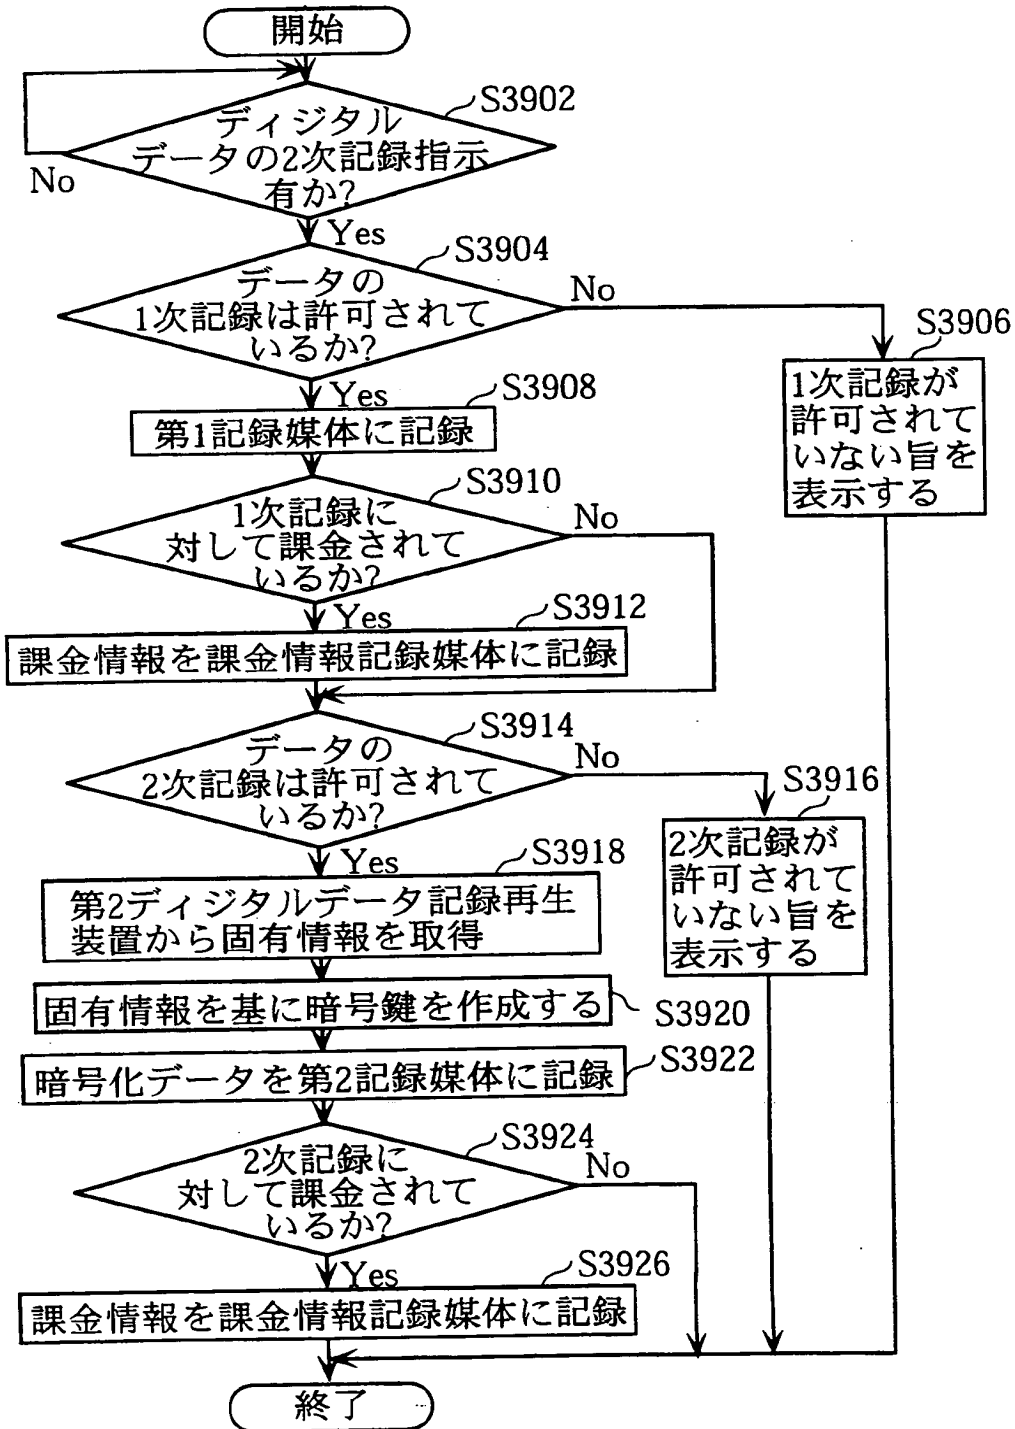 開始
S3902
ディジタル
データの2次記録指示
有か?
No
Yes
S3904
データの
1次記録は許可されて
いるか?
No
S3906
1次記録が
許可されて
いない旨を
表示する
Yes
S3908
第1記録媒体に記録
S3910
1次記録に
対して課金されて
いるか?
No
Yes
S3912
課金情報を課金情報記録媒体に記録
S3914
データの
2次記録は許可されて
いるか?
No
S3916
2次記録が
許可されて
いない旨を
表示する
Yes
S3918
第2ディジタルデータ記録再生
装置から固有情報を取得
固有情報を基に暗号鍵を作成する
S3920
暗号化データを第2記録媒体に記録
S3922
S3924
2次記録に
対して課金されて
いるか?
No
Yes
S3926
課金情報を課金情報記録媒体に記録
終了